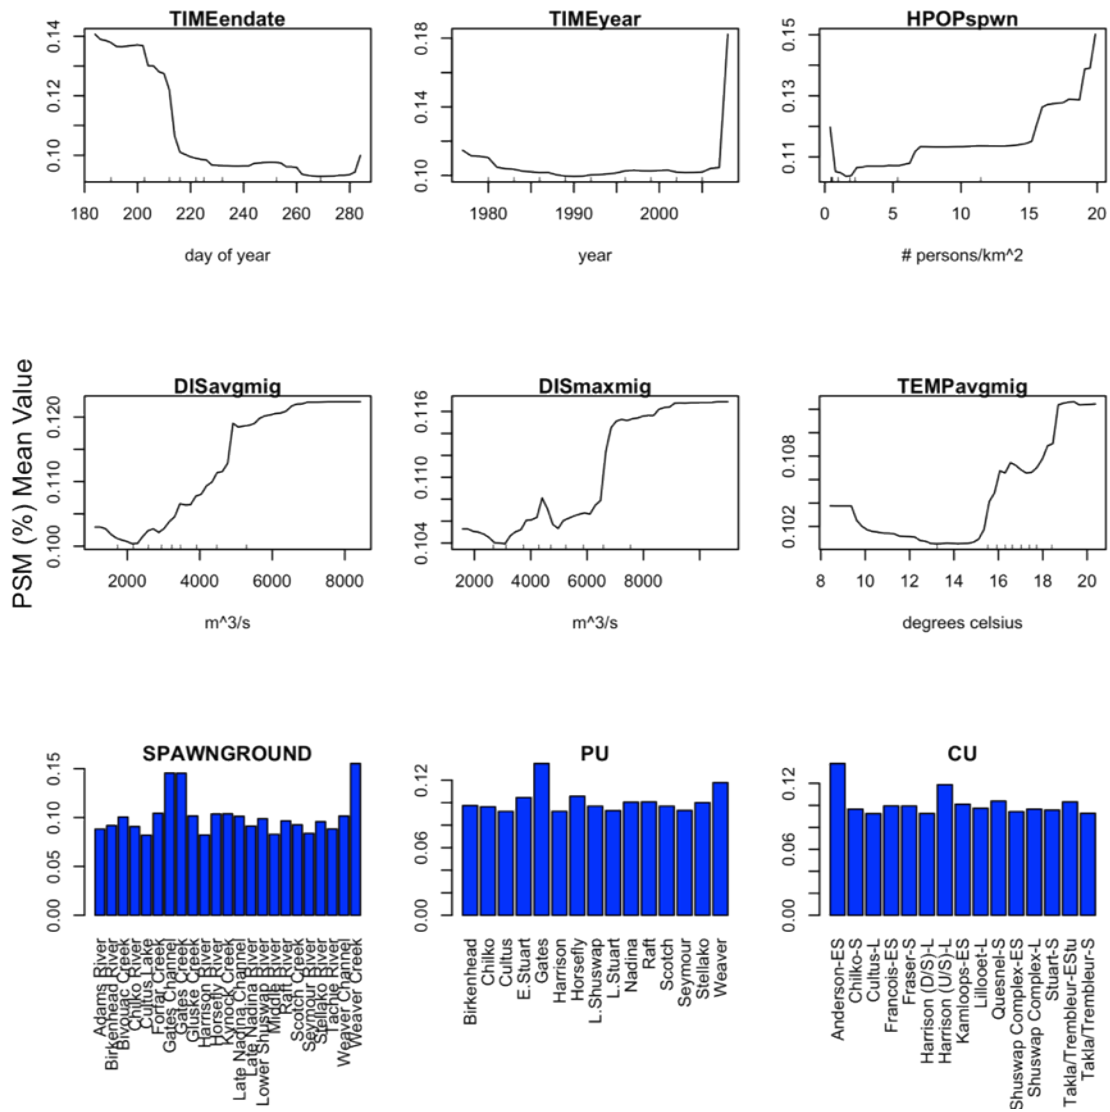 TIMEendate
0.14
0.12
0.10
180 200 220 240 260 280
day of year
TIMEyear
0.18
0.14
0.10
1980 1990 2000
year
HPOPspwn
0.15
0.13
0.11
0 5 10 15 20
# persons/km^2
PSM (%) Mean Value
DISavgmig
0.120
0.110
0.100
2000 4000 6000 8000
m^3/s
DISmaxmig
0.116
0.110
0.104
2000 4000 6000 8000
m^3/s
TEMPavgmig
0.108
0.102
8 10 12 14 16 18 20
degrees celsius
SPAWNGROUND
0.15
0.10
0.05
0.00
Adams River
Birkenhead River
Bivouac Creek
Chilko River
Cultus Lake
Forfar Creek
Gates Channel
Gates Creek
Gluske Creek
Harrison River
Horsefly River
Kynock Creek
Late Nadina Channel
Late Nadina River
Lower Shuswap River
Middle River
Raft River
Scotch Creek
Seymour River
Stellako River
Tachie River
Weaver Channel
Weaver Creek
PU
0.12
0.06
0.00
Birkenhead
Chilko
Cultus
E.Stuart
Gates
Harrison
Horsefly
L.Shuswap
L.Stuart
Nadina
Raft
Scotch
Seymour
Stellako
Weaver
CU
0.12
0.06
0.00
Anderson-ES
Chilko-S
Cultus-L
Francois-ES
Fraser-S
Harrison (D/S)-L
Harrison (U/S)-L
Kamloops-ES
Lillooet-L
Quesnel-S
Shuswap Complex-ES
Shuswap Complex-L
Stuart-S
Takla/Trembleur-EStu
Takla/Trembleur-S